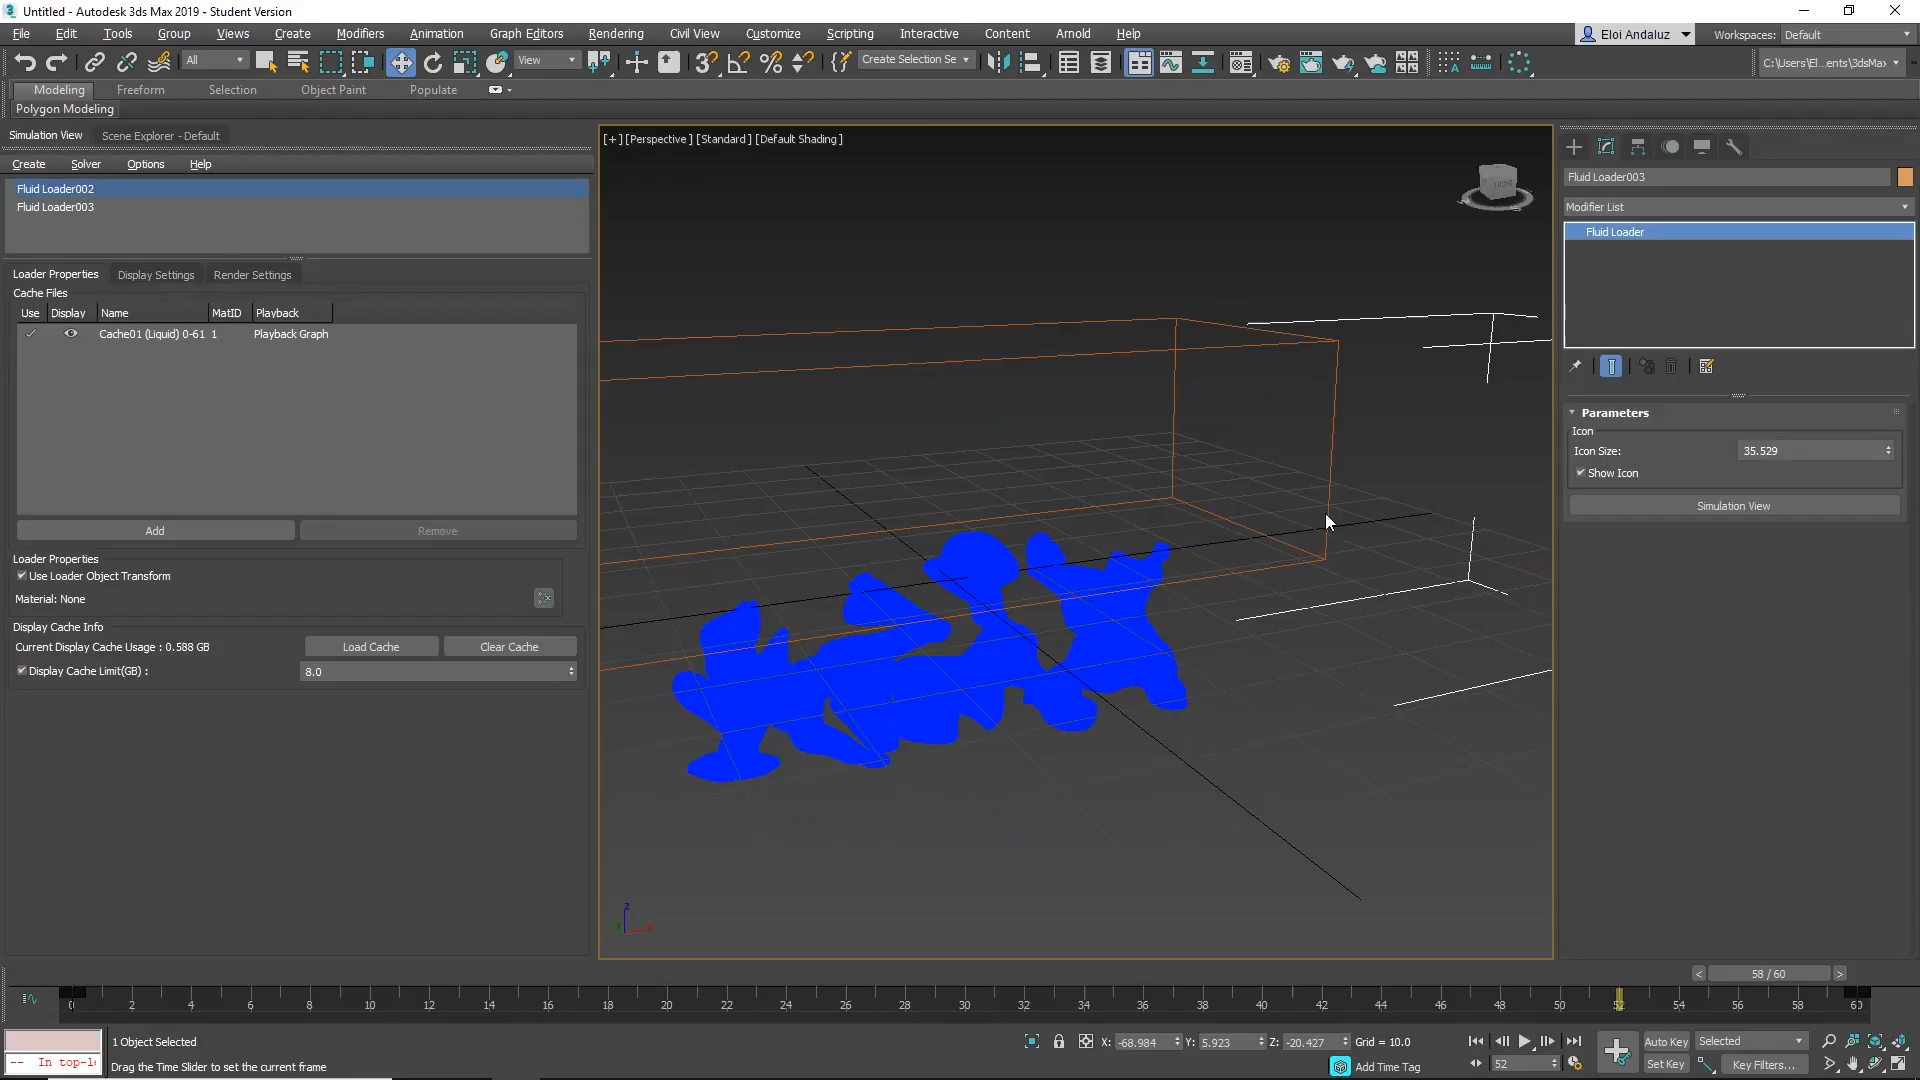 Untitled - Autodesk 3ds Max 2019 - Student Version
File Edit Tools Group Views Create Modifiers Animation Graph Editors Rendering Civil View Customize Scripting Interactive Content Arnold Help Eloi Andaluz Workspaces: Default
All View Create Selection Se C:\Users\El...ents\3dsMax
Modeling Freeform Selection Object Paint Populate
Polygon Modeling
Simulation View Scene Explorer - Default
[+] [Perspective] [Standard] [Default Shading]
Create Solver Options Help
Fluid Loader002
Fluid Loader003
Loader Properties Display Settings Render Settings
Cache Files
Use Display Name MatID Playback
Cache01 (Liquid) 0-61 1 Playback Graph
Add Remove
Loader Properties
Use Loader Object Transform
Material: None
Display Cache Info
Current Display Cache Usage : 0.588 GB Load Cache Clear Cache
Display Cache Limit(GB) : 8.0
FRONT
z
y x
Fluid Loader003
Modifier List
Fluid Loader
Parameters
Icon
Icon Size: 35.529
Show Icon
Simulation View
< 58 / 60 >
0 2 4 6 8 10 12 14 16 18 20 22 24 26 28 30 32 34 36 38 40 42 44 46 48 50 52 54 56 58 60
1 Object Selected X: -68.984 Y: 5.923 Z: -20.427 Grid = 10.0 Auto Key Selected
-- In top-l
Drag the Time Slider to set the current frame Add Time Tag 52 Set Key Key Filters...